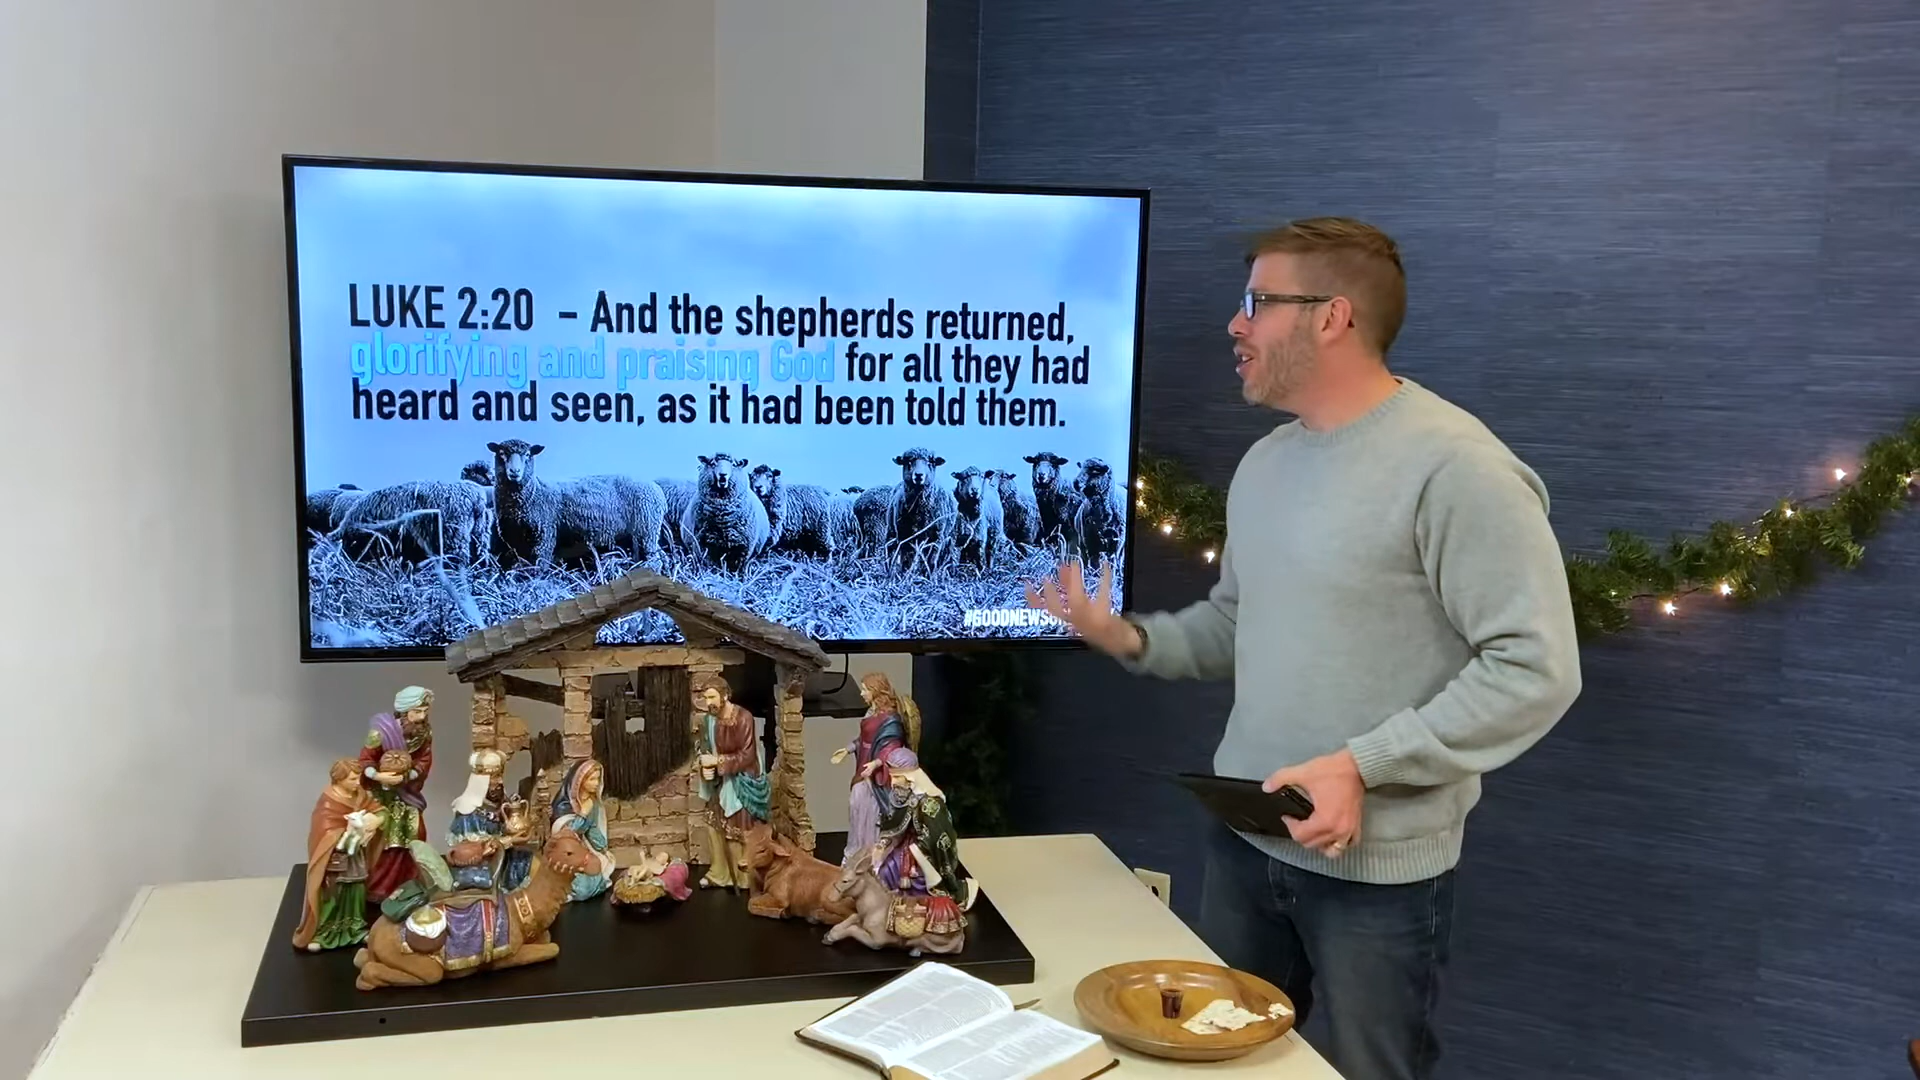 LUKE 2:20 – And the shepherds returned,
glorifying and praising God for all they had
heard and seen, as it had been told them.